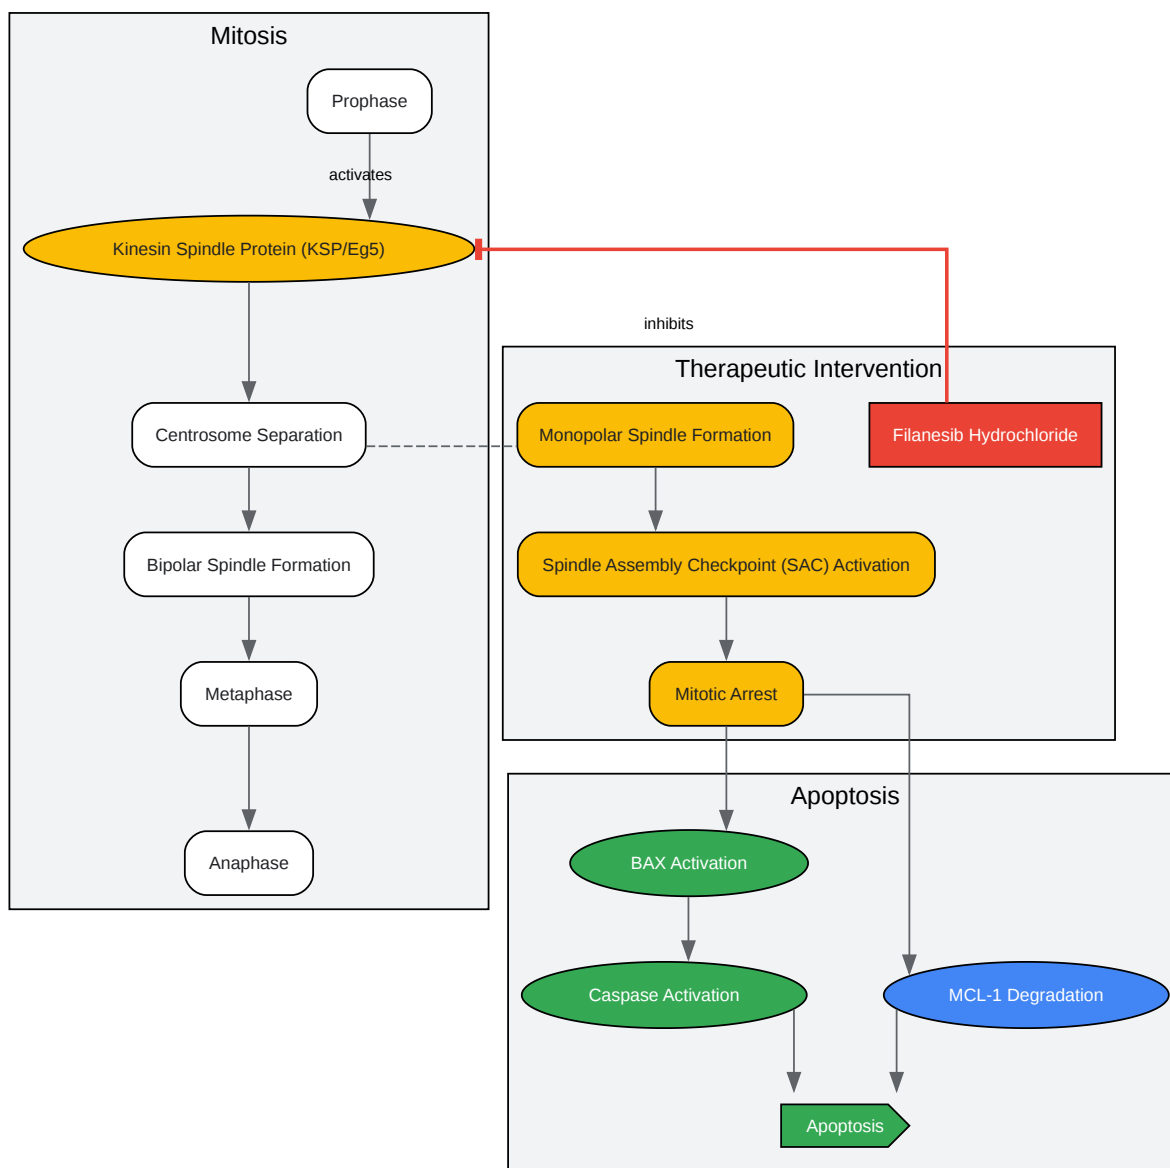 Mitosis
Prophase
activates
Kinesin Spindle Protein (KSP/Eg5)
inhibits
Therapeutic Intervention
Centrosome Separation
Monopolar Spindle Formation
Filanesib Hydrochloride
Bipolar Spindle Formation
Spindle Assembly Checkpoint (SAC) Activation
Metaphase
Mitotic Arrest
Apoptosis
Anaphase
BAX Activation
Caspase Activation
MCL-1 Degradation
Apoptosis